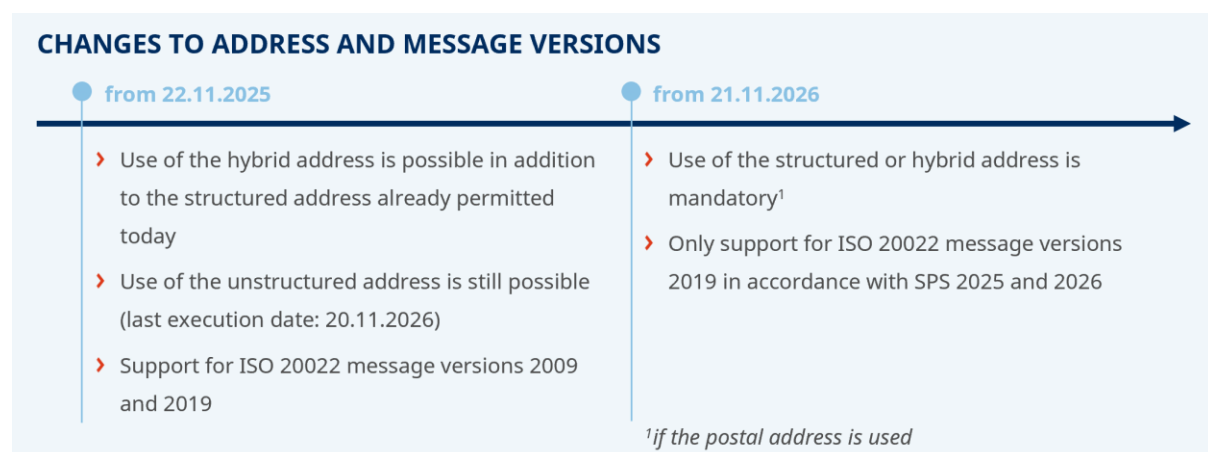 CHANGES TO ADDRESS AND MESSAGE VERSIONS
from 22.11.2025
Use of the hybrid address is possible in addition
to the structured address already permitted
today
Use of the unstructured address is still possible
(last execution date: 20.11.2026)
Support for ISO 20022 message versions 2009
and 2019
from 21.11.2026
Use of the structured or hybrid address is
mandatory¹
Only support for ISO 20022 message versions
2019 in accordance with SPS 2025 and 2026
¹if the postal address is used